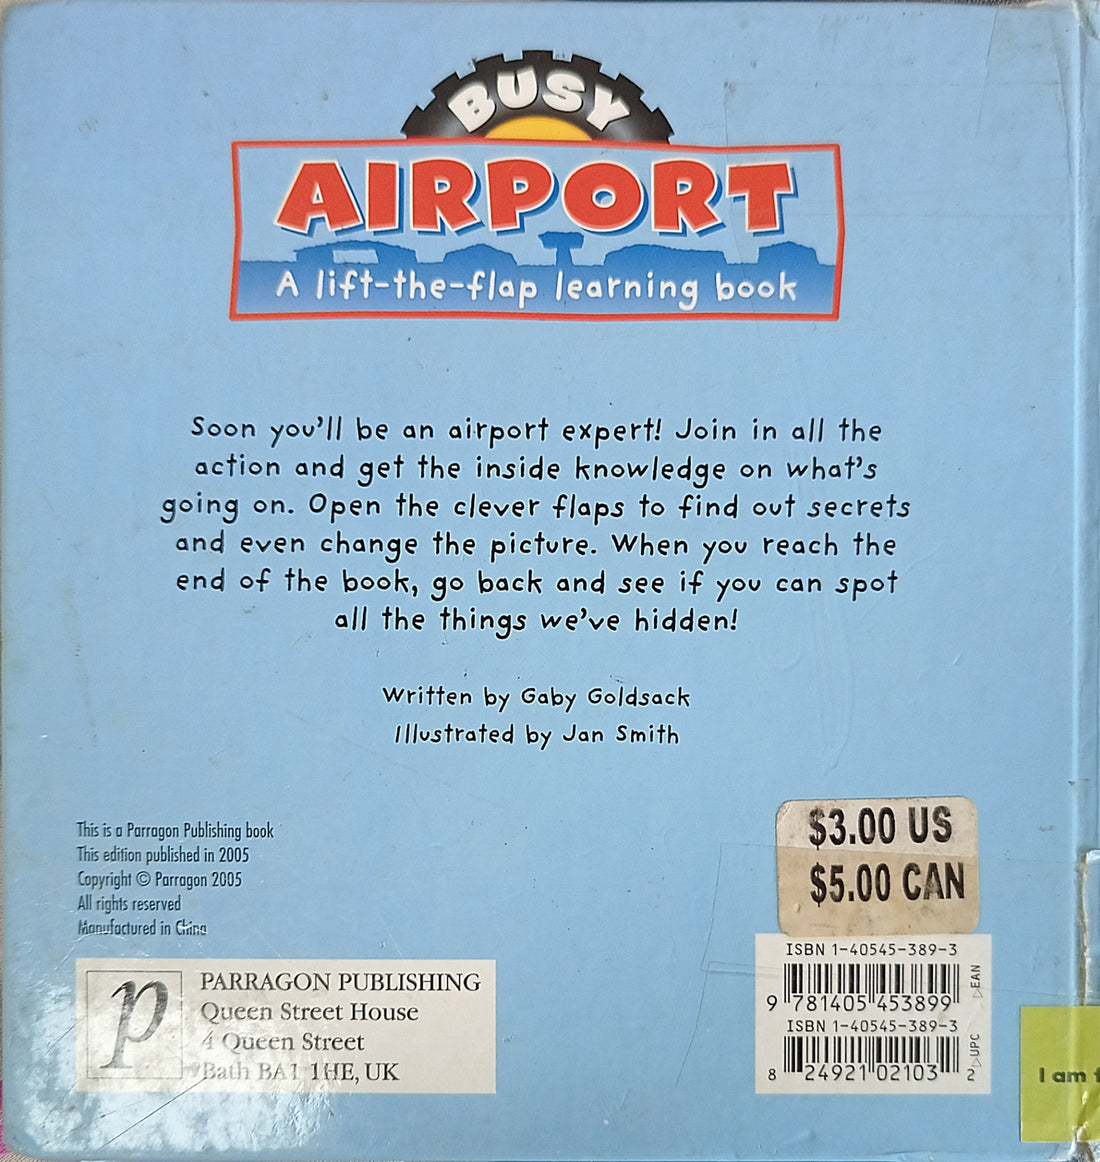 BUSY
AIRPORT
A lift-the-flap learning book
Soon you'll be an airport expert! Join in all the
action and get the inside knowledge on what's
going on. Open the clever flaps to find out secrets
and even change the picture. When you reach the
end of the book, go back and see if you can spot
all the things we've hidden!
Written by Gaby Goldsack
Illustrated by Jan Smith
This is a Parragon Publishing book
This edition published in 2005
Copyright © Parragon 2005
All rights reserved
Manufactured in China
p
PARRAGON PUBLISHING
Queen Street House
4 Queen Street
Bath BA1 1HE, UK
$3.00 US
$5.00 CAN
ISBN 1-40545-389-3
9 781405 453899
EAN
ISBN 1-40545-389-3
8 24921 02103 2
UPC
I am